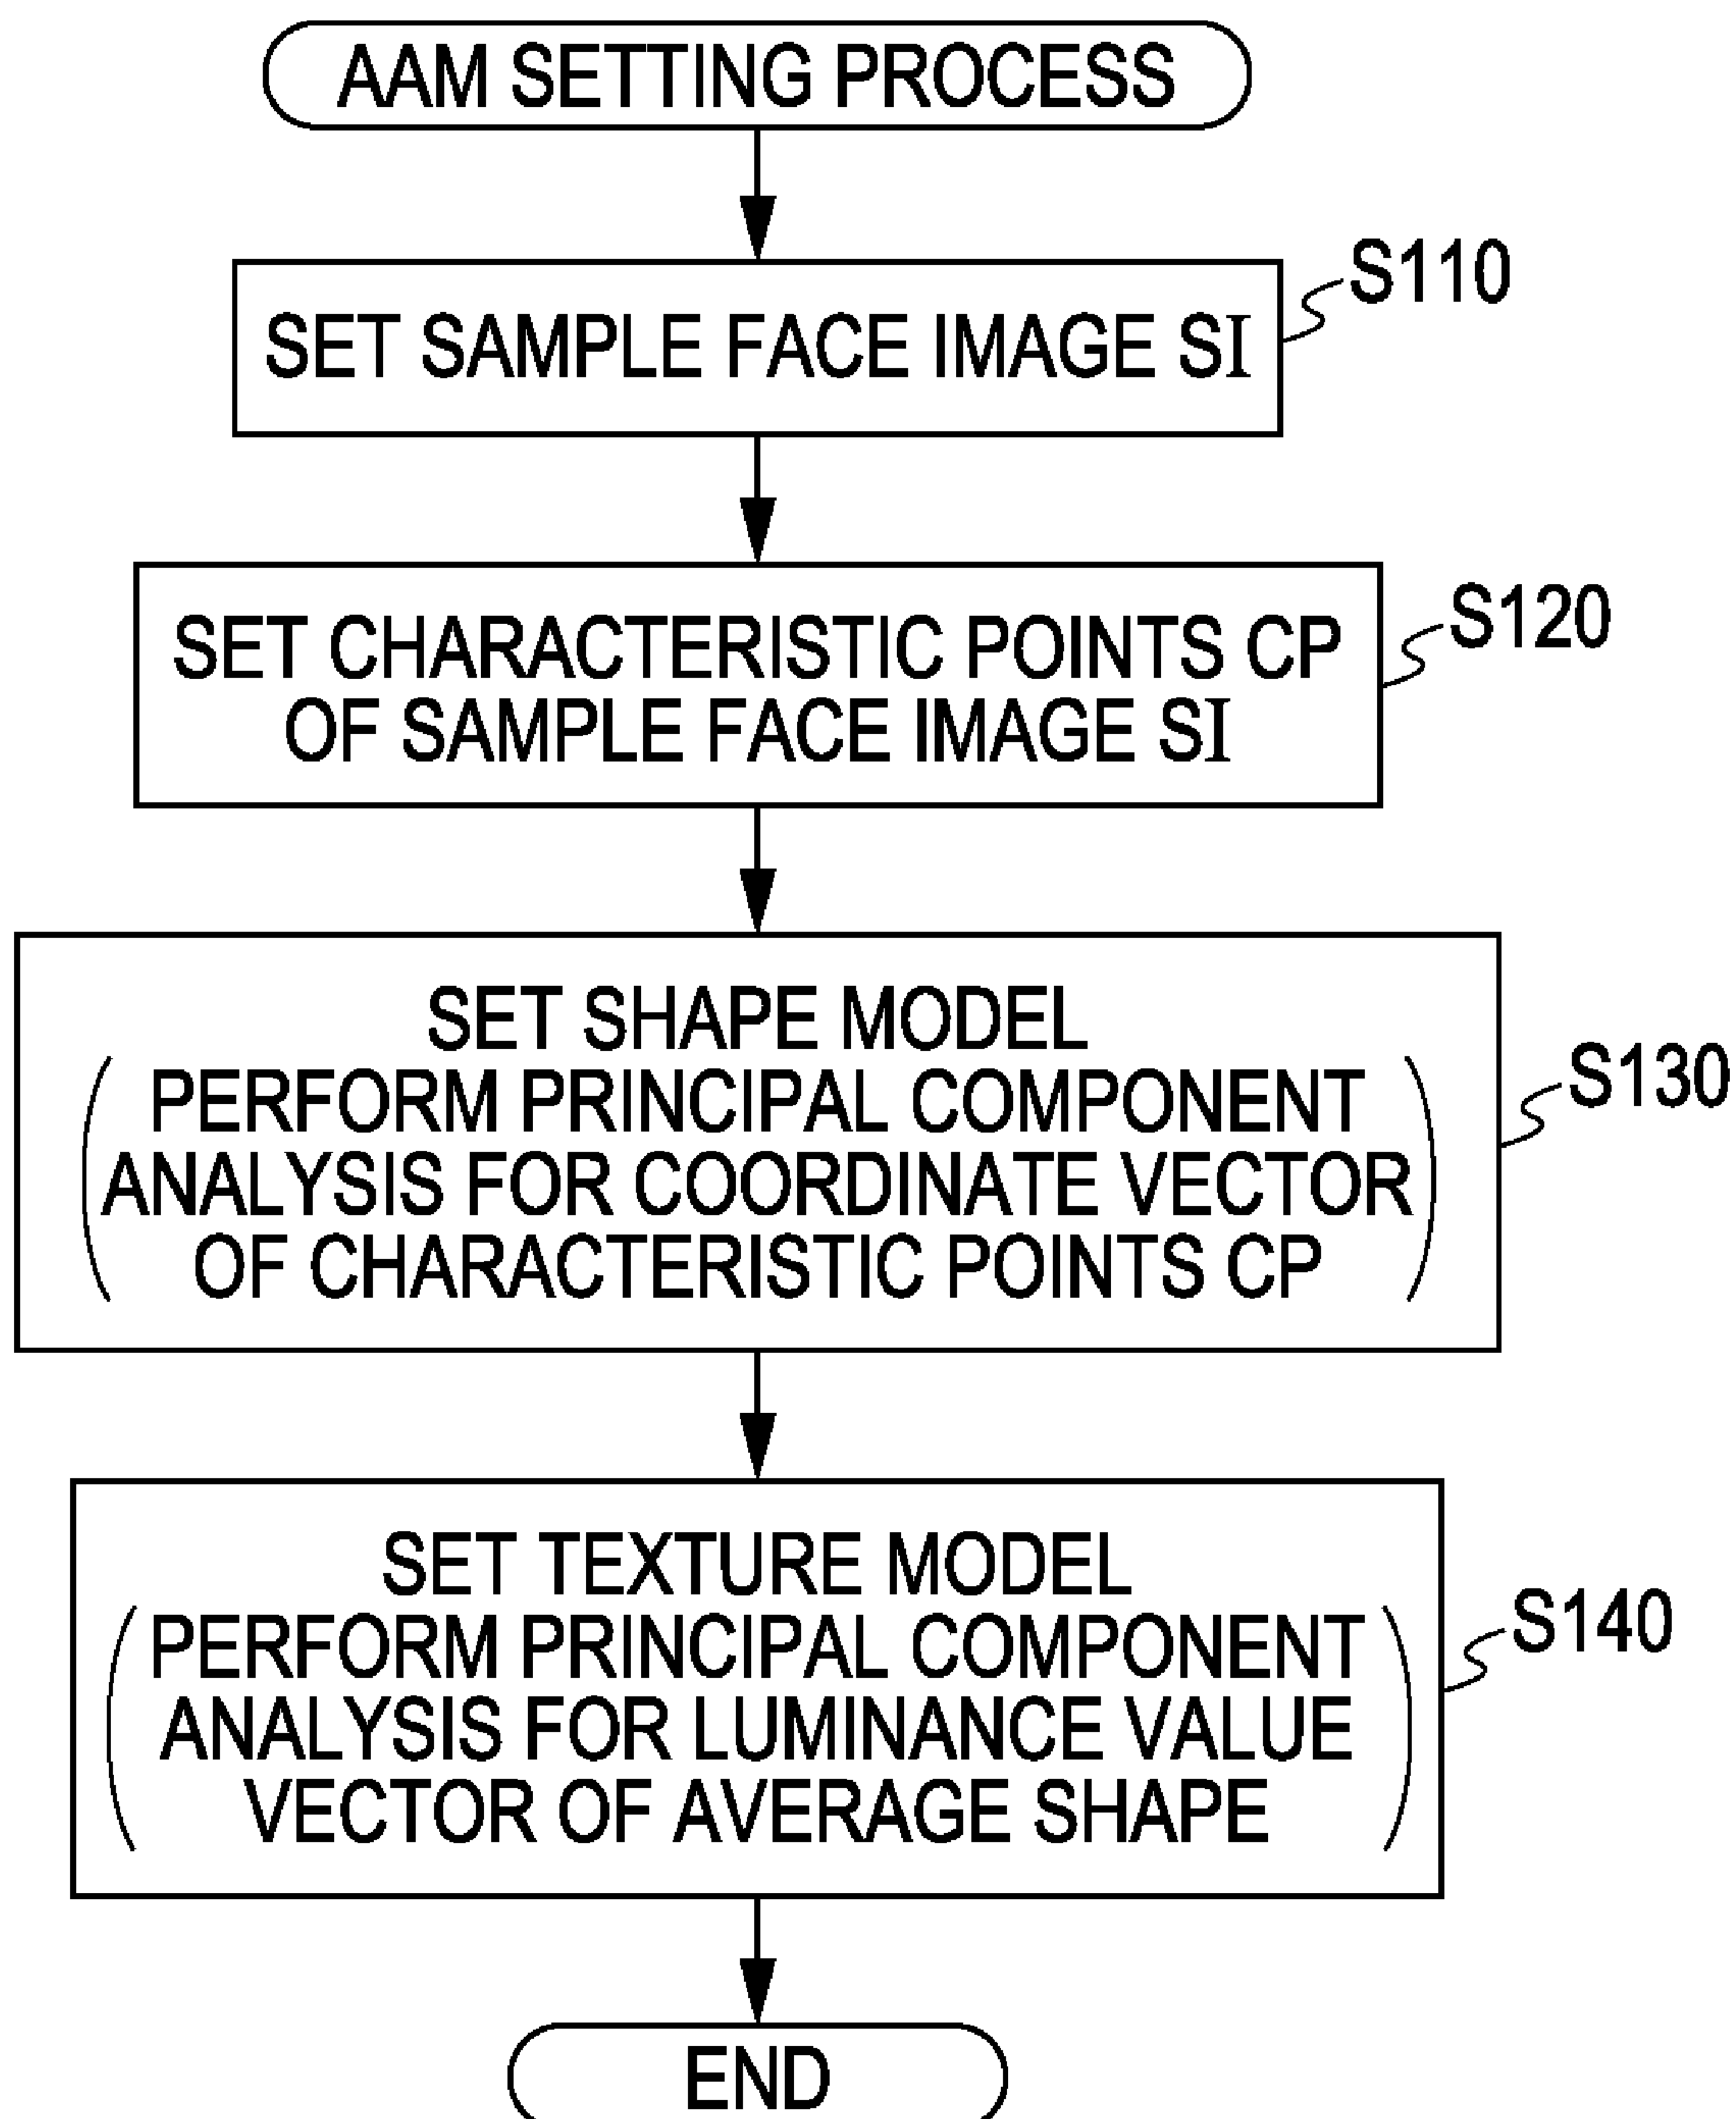 AAM SETTING PROCESS
SET SAMPLE FACE IMAGE SI
S110
SET CHARACTERISTIC POINTS CP
OF SAMPLE FACE IMAGE SI
S120
SET SHAPE MODEL
(PERFORM PRINCIPAL COMPONENT
ANALYSIS FOR COORDINATE VECTOR
OF CHARACTERISTIC POINTS CP)
S130
SET TEXTURE MODEL
(PERFORM PRINCIPAL COMPONENT
ANALYSIS FOR LUMINANCE VALUE
VECTOR OF AVERAGE SHAPE)
S140
END